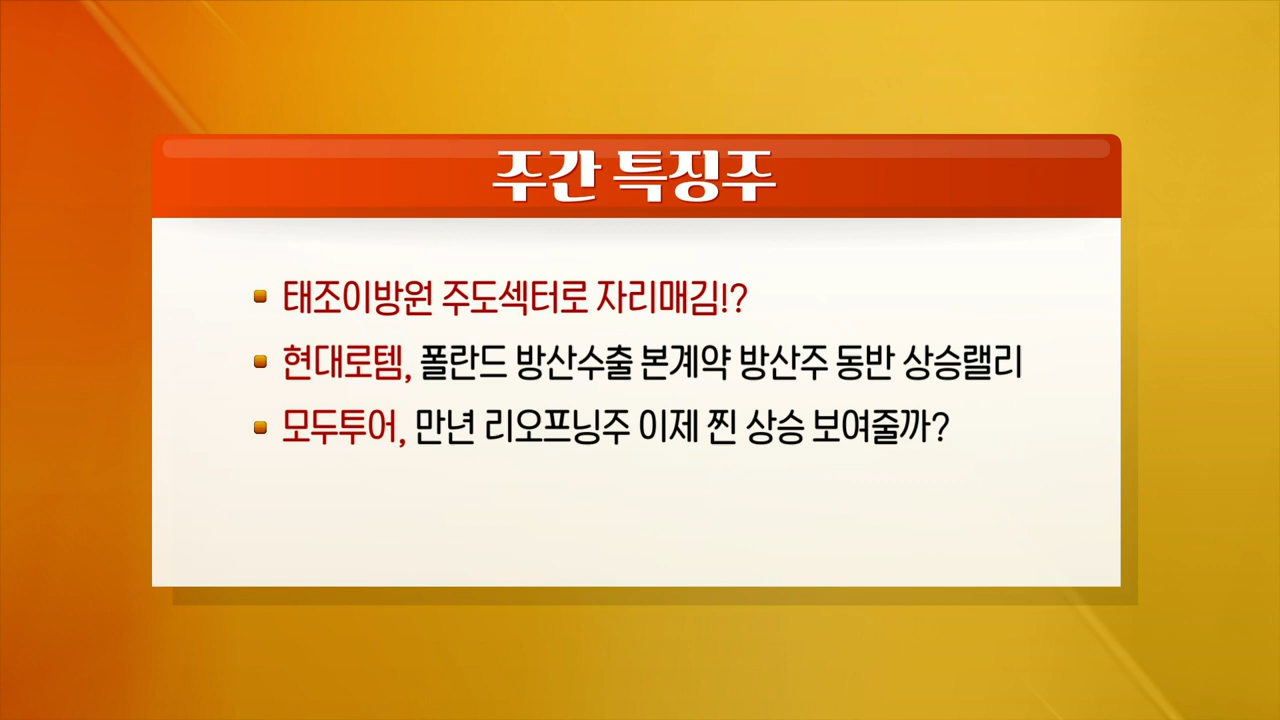 주간 특징주
태조이방원 주도섹터로 자리매김!?
현대로템, 폴란드 방산수출 본계약 방산주 동반 상승랠리
모두투어, 만년 리오프닝주 이제 찐 상승 보여줄까?